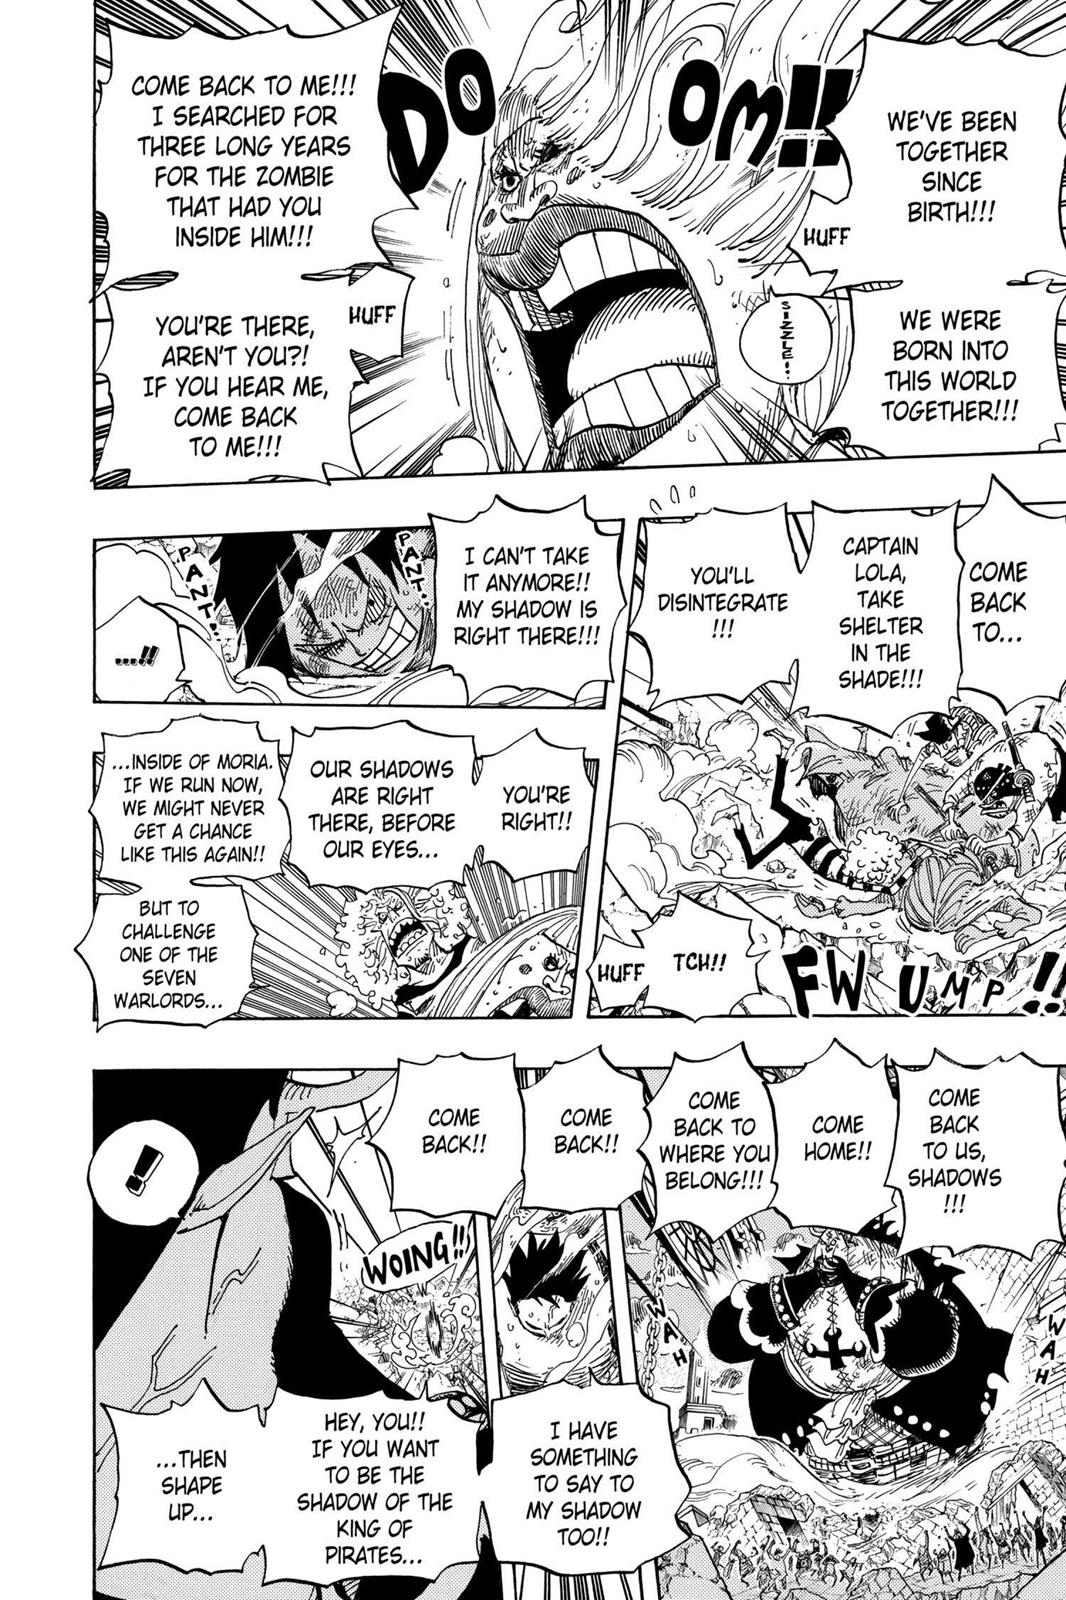 WE'VE BEEN
TOGETHER
SINCE
BIRTH!!!
WE WERE
BORN INTO
THIS WORLD
TOGETHER!!!
HUFF
SIZZLE!
DOOM!!
COME BACK TO ME!!!
I SEARCHED FOR
THREE LONG YEARS
FOR THE ZOMBIE
THAT HAD YOU
INSIDE HIM!!!
HUFF
YOU'RE THERE,
AREN'T YOU?!
IF YOU HEAR ME,
COME BACK
TO ME!!!
COME
BACK
TO...
CAPTAIN
LOLA,
TAKE
SHELTER
IN THE
SHADE!!!
YOU'LL
DISINTEGRATE
!!!
FWUMP!!
TCH!!
HUFF
I CAN'T TAKE
IT ANYMORE!!
MY SHADOW IS
RIGHT THERE!!!
PANT!
PANT!
...!!
YOU'RE
RIGHT!!
OUR SHADOWS
ARE RIGHT
THERE, BEFORE
OUR EYES...
...INSIDE OF MORIA.
IF WE RUN NOW,
WE MIGHT NEVER
GET A CHANCE
LIKE THIS AGAIN!!
BUT TO
CHALLENGE
ONE OF THE
SEVEN
WARLORDS...
COME
BACK
TO US,
SHADOWS
!!!
COME
HOME!!
COME
BACK TO
WHERE YOU
BELONG!!!
WAH
WAH
COME
BACK!!
COME
BACK!!
I HAVE
SOMETHING
TO SAY TO
MY SHADOW
TOO!!
WOING!!
!
HEY, YOU!!
IF YOU WANT
TO BE THE
SHADOW OF THE
KING OF
PIRATES...
...THEN
SHAPE
UP...